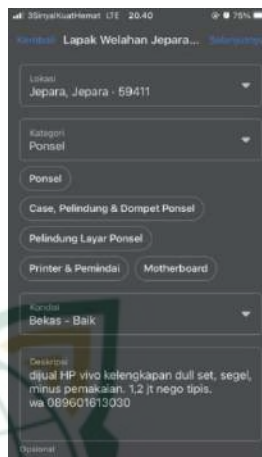 3SinyalKuatHemat LTE 20.40 75%
Kembali Lapak Welahan Jepara... Selanjutnya
Lokasi
Jepara, Jepara - 59411
Kategori
Ponsel
Ponsel
Case, Pelindung & Dompet Ponsel
Pelindung Layar Ponsel
Printer & Pemindai Motherboard
Kondisi
Bekas - Baik
Deskripsi
dijual HP vivo kelengkapan dull set, segel,
minus pemakaian. 1,2 jt nego tipis.
wa 089601613030
Opsional